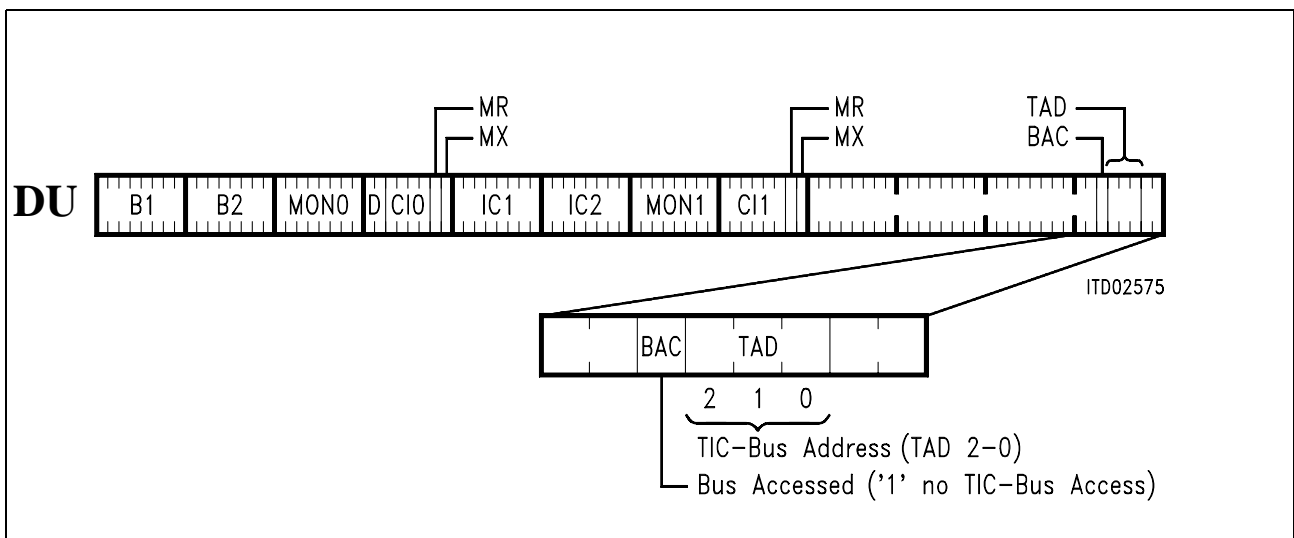 MR MR TAD
MX MX BAC
DU B1 B2 MON0 D CI0 IC1 IC2 MON1 CI1
ITD02575
BAC TAD
2 1 0
TIC-Bus Address (TAD 2-0)
Bus Accessed ('1' no TIC-Bus Access)